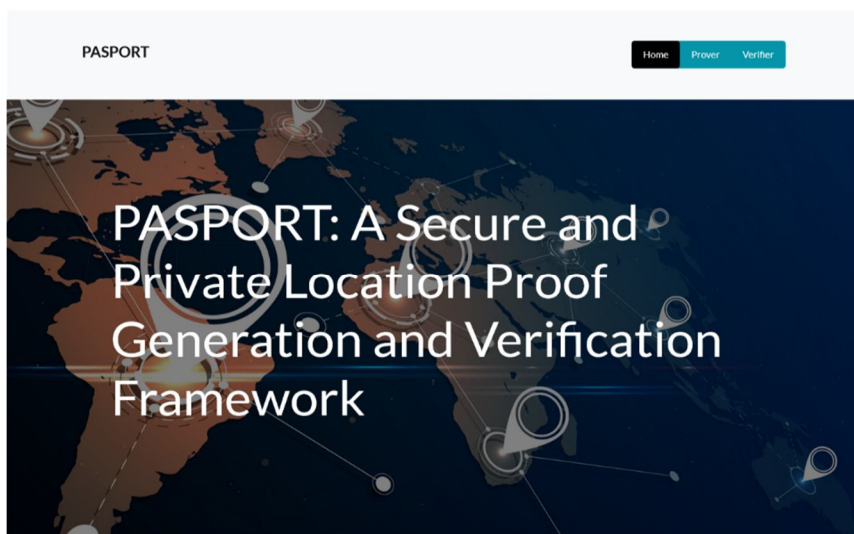 PASPORT
Home Prover Verifier
PASPORT: A Secure and
Private Location Proof
Generation and Verification
Framework